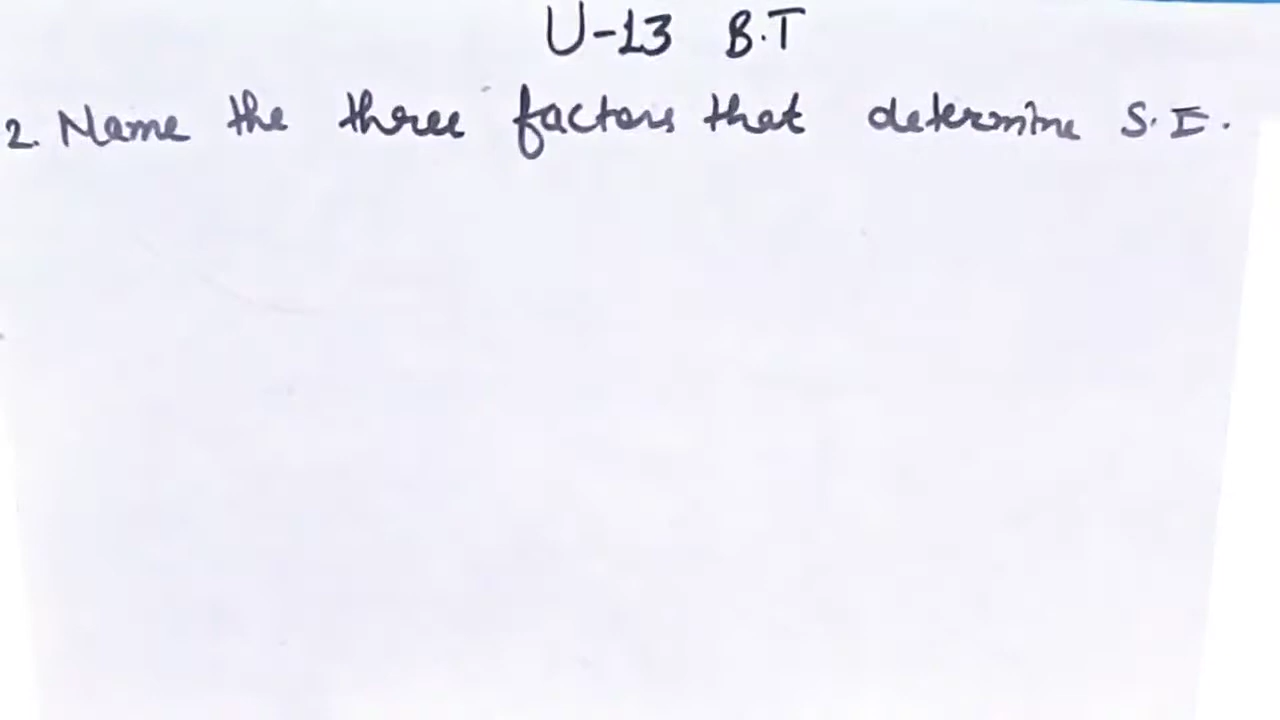 U-13 B.T
2. Name the three factors that determine S.I.